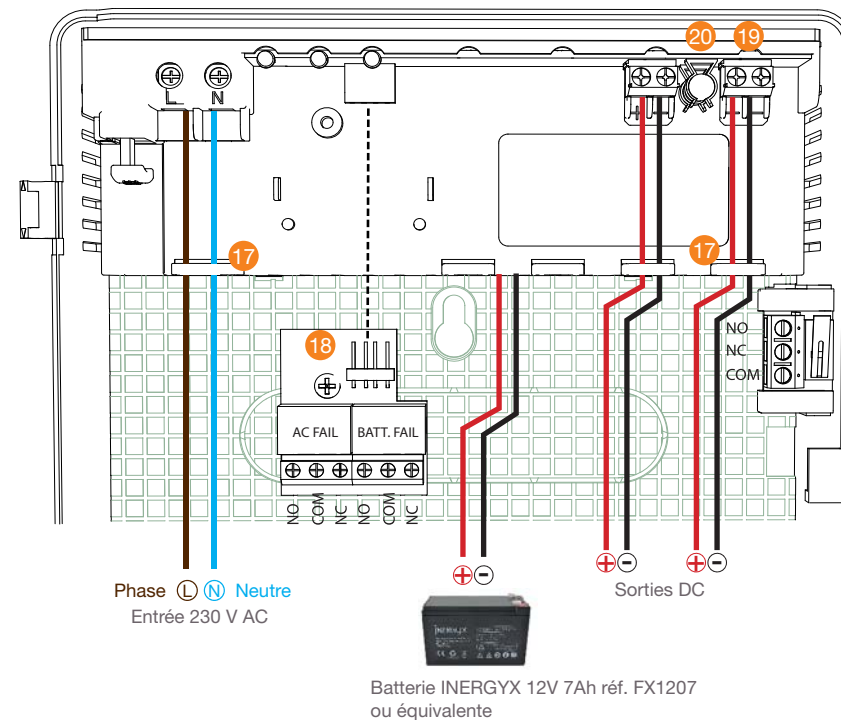 20 19
L N
+ − + −
17 17
18
NO
NC
COM
AC FAIL BATT. FAIL
NO COM NC NO COM NC
+ − + − + −
Phase L N Neutre
Entrée 230 V AC
Sorties DC
INERGYX
Batterie INERGYX 12V 7Ah réf. FX1207
ou équivalente